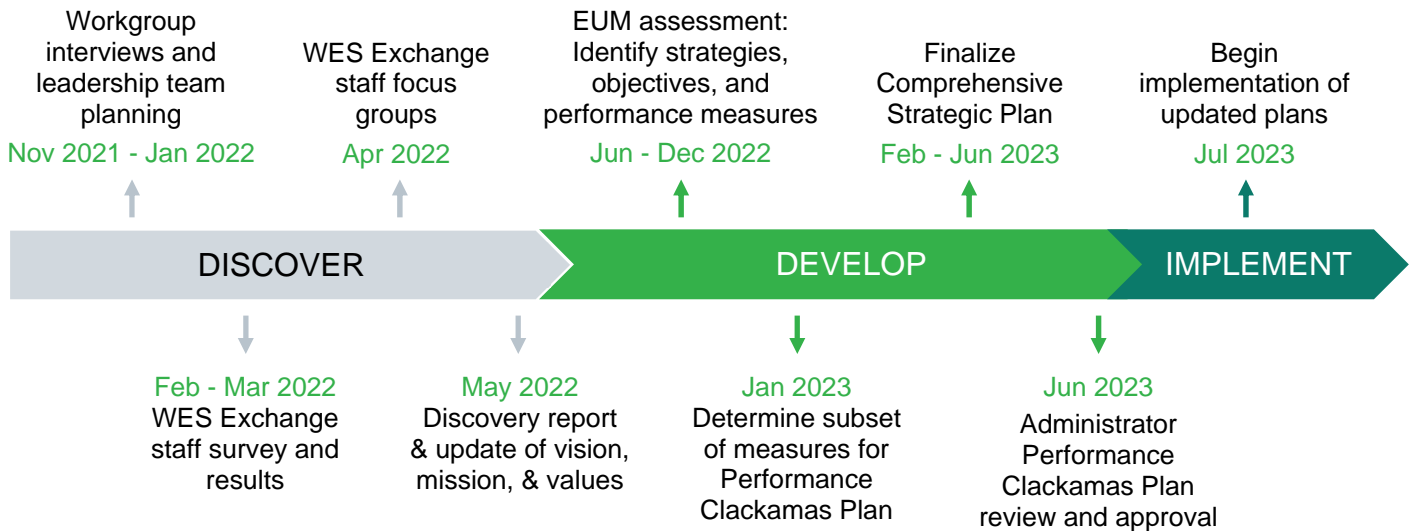 Workgroup
interviews and
leadership team
planning
Nov 2021 - Jan 2022
WES Exchange
staff focus
groups
Apr 2022
EUM assessment:
Identify strategies,
objectives, and
performance measures
Jun - Dec 2022
Finalize
Comprehensive
Strategic Plan
Feb - Jun 2023
Begin
implementation of
updated plans
Jul 2023
DISCOVER
DEVELOP
IMPLEMENT
Feb - Mar 2022
WES Exchange
staff survey and
results
May 2022
Discovery report
& update of vision,
mission, & values
Jan 2023
Determine subset
of measures for
Performance
Clackamas Plan
Jun 2023
Administrator
Performance
Clackamas Plan
review and approval